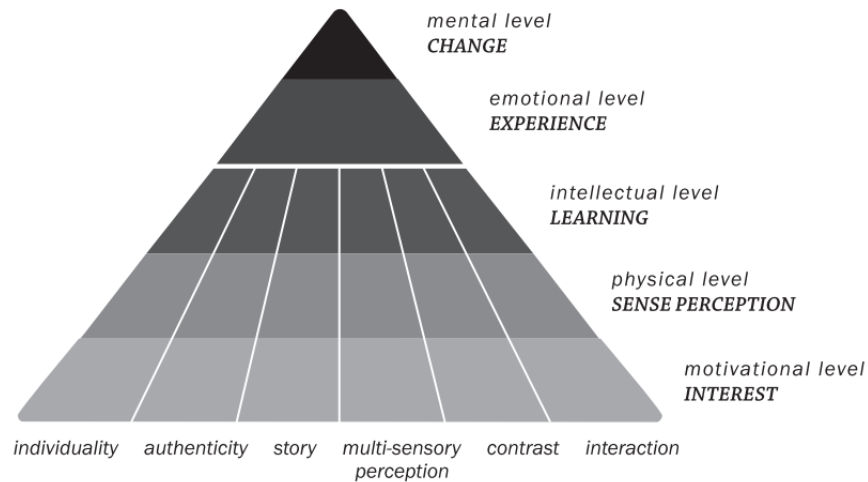 mental level
CHANGE
emotional level
EXPERIENCE
intellectual level
LEARNING
physical level
SENSE PERCEPTION
motivational level
INTEREST
individuality authenticity story multi-sensory contrast interaction
perception